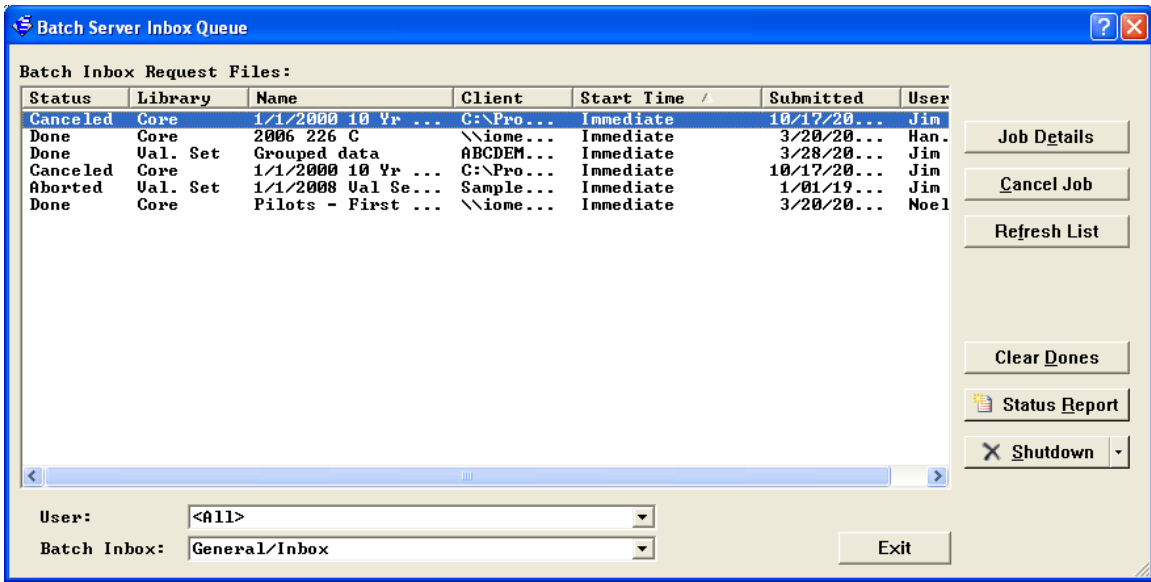 Batch Server Inbox Queue
Batch Inbox Request Files:
Status Library Name Client Start Time Submitted User
Canceled Core 1/1/2000 10 Yr ... C:\Pro... Immediate 10/17/20... Jim
Done Core 2006 226 C \\iome... Immediate 3/20/20... Han.
Done Val. Set Grouped data ABCDEM... Immediate 3/28/20... Jim
Canceled Core 1/1/2000 10 Yr ... C:\Pro... Immediate 10/17/20... Jim
Aborted Val. Set 1/1/2008 Val Se... Sample... Immediate 1/01/19... Jim
Done Core Pilots - First ... \\iome... Immediate 3/20/20... Noel
Job Details
Cancel Job
Refresh List
Clear Dones
Status Report
Shutdown
User: <All>
Batch Inbox: General/Inbox
Exit